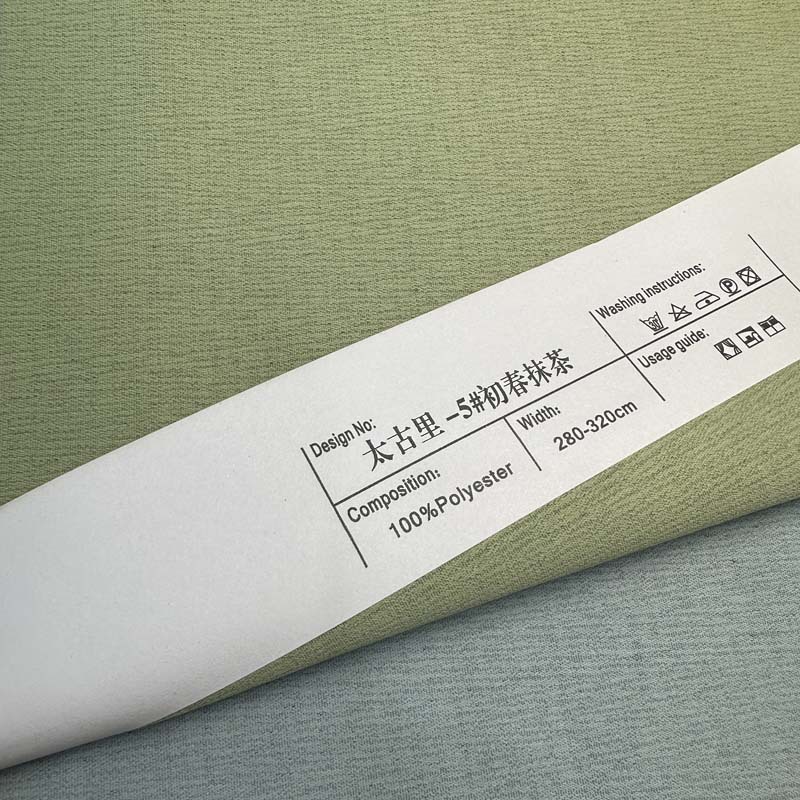 Design No:
太古里 -5#初春抹茶
Composition:
100%Polyester
Width:
280-320cm
Washing instructions:
Usage guide: